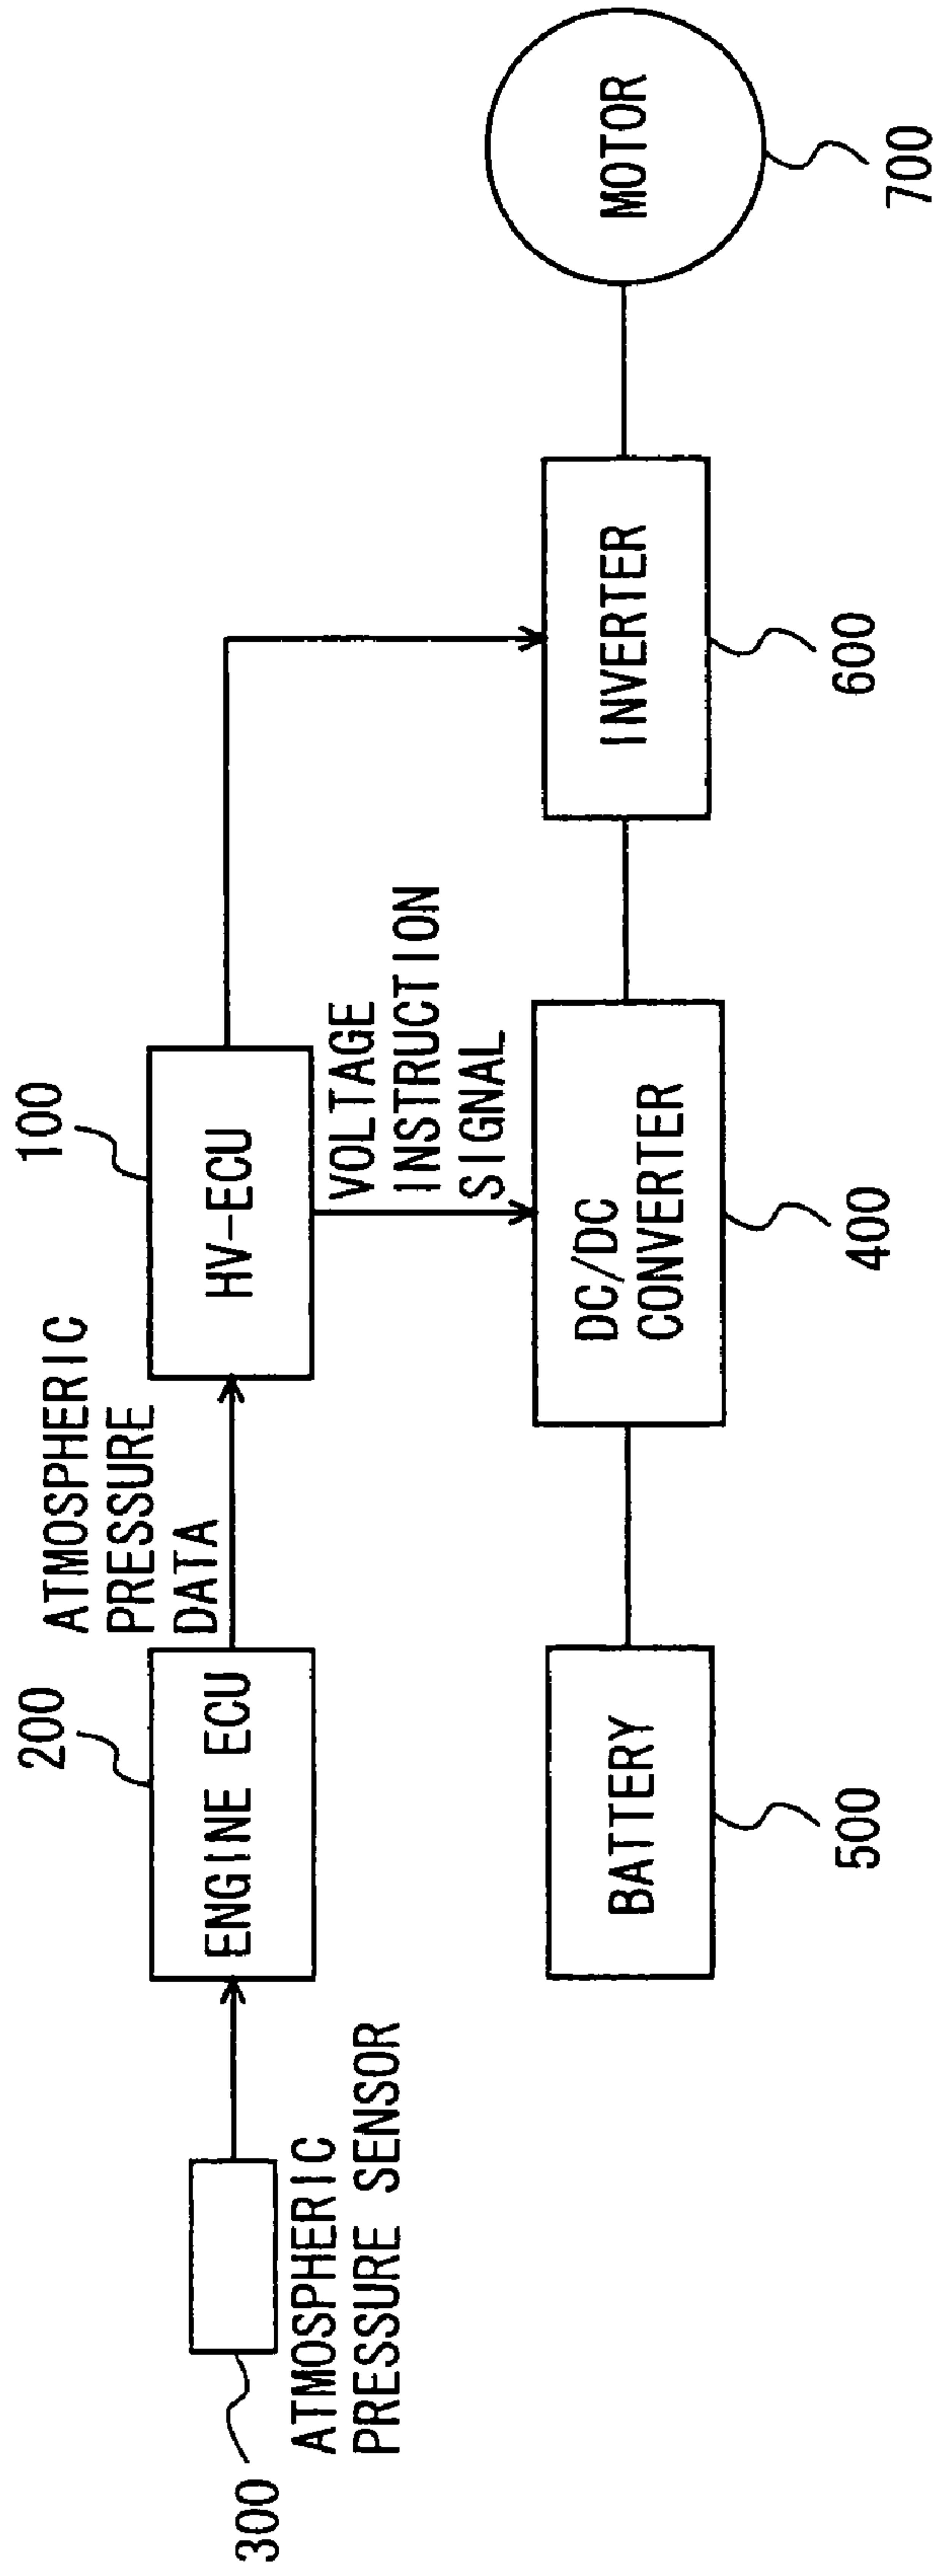 100
200
300
ATMOSPHERIC
PRESSURE SENSOR
ENGINE ECU
ATMOSPHERIC
PRESSURE
DATA
HV-ECU
VOLTAGE
INSTRUCTION
SIGNAL
BATTERY
500
DC/DC
CONVERTER
400
INVERTER
600
MOTOR
700